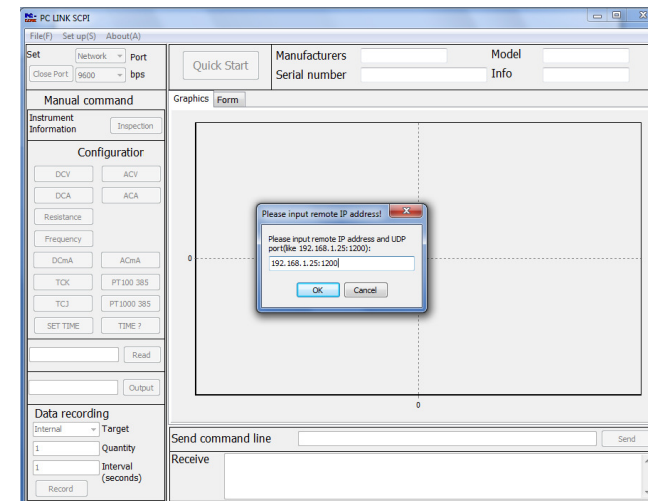 PC- PC LINK SCPI
File(F) Set up(S) About(A)
Set Network Port
Close Port 9600 bps
Quick Start
Manufacturers Model
Serial number Info
Manual command
Instrument
Information Inspection
Configuratior
DCV ACV
DCA ACA
Resistance
Frequency
DCmA ACmA
TCK PT100 385
TCJ PT1000 385
SET TIME TIME ?
Read
Output
Data recording
Internal Target
1 Quantity
1 Interval
(seconds)
Record
Graphics Form
0
0
Please input remote IP address!
Please input remote IP address and UDP
port(like 192.168.1.25:1200):
192.168.1.25:1200
OK Cancel
Send command line Send
Receive